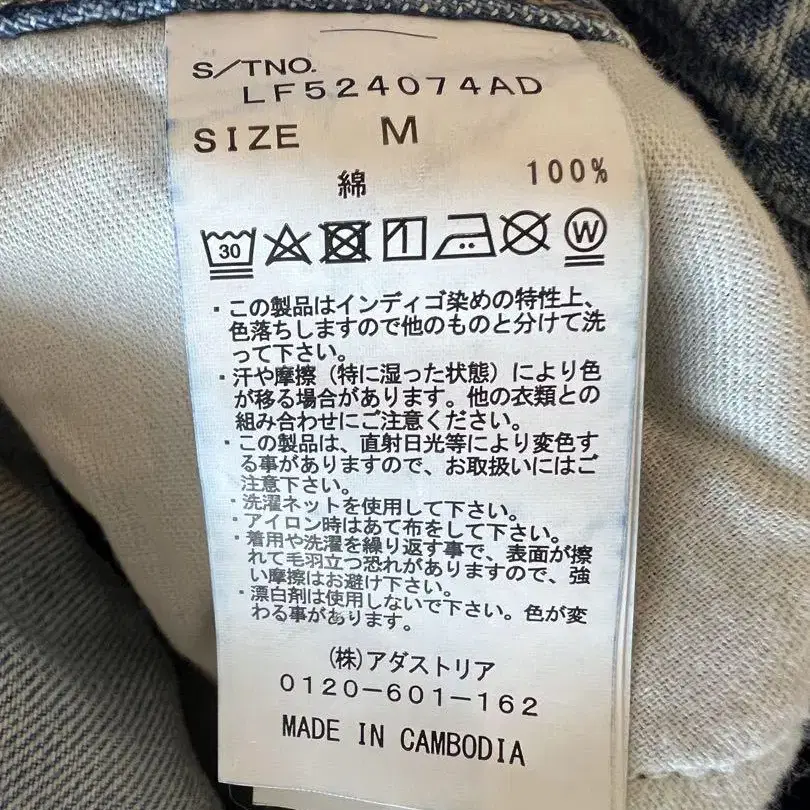 S/TNO.
LF524074AD
SIZE M
綿 100%
30 W
・この製品はインディゴ染めの特性上、
色落ちしますので他のものと分けて洗
って下さい。
・汗や摩擦（特に湿った状態）により色
が移る場合があります。他の衣類との
組み合わせにご注意ください。
・この製品は、直射日光等により変色す
る事がありますので、お取扱いにはご
注意下さい。
・洗濯ネットを使用して下さい。
・アイロン時はあて布をして下さい。
・着用や洗濯を繰り返す事で、表面が擦
れて毛羽立つ恐れがありますので、強
い摩擦はお避け下さい。
・漂白剤は使用しないで下さい。色が変
わる事があります。
(株)アダストリア
0120-601-162
MADE IN CAMBODIA